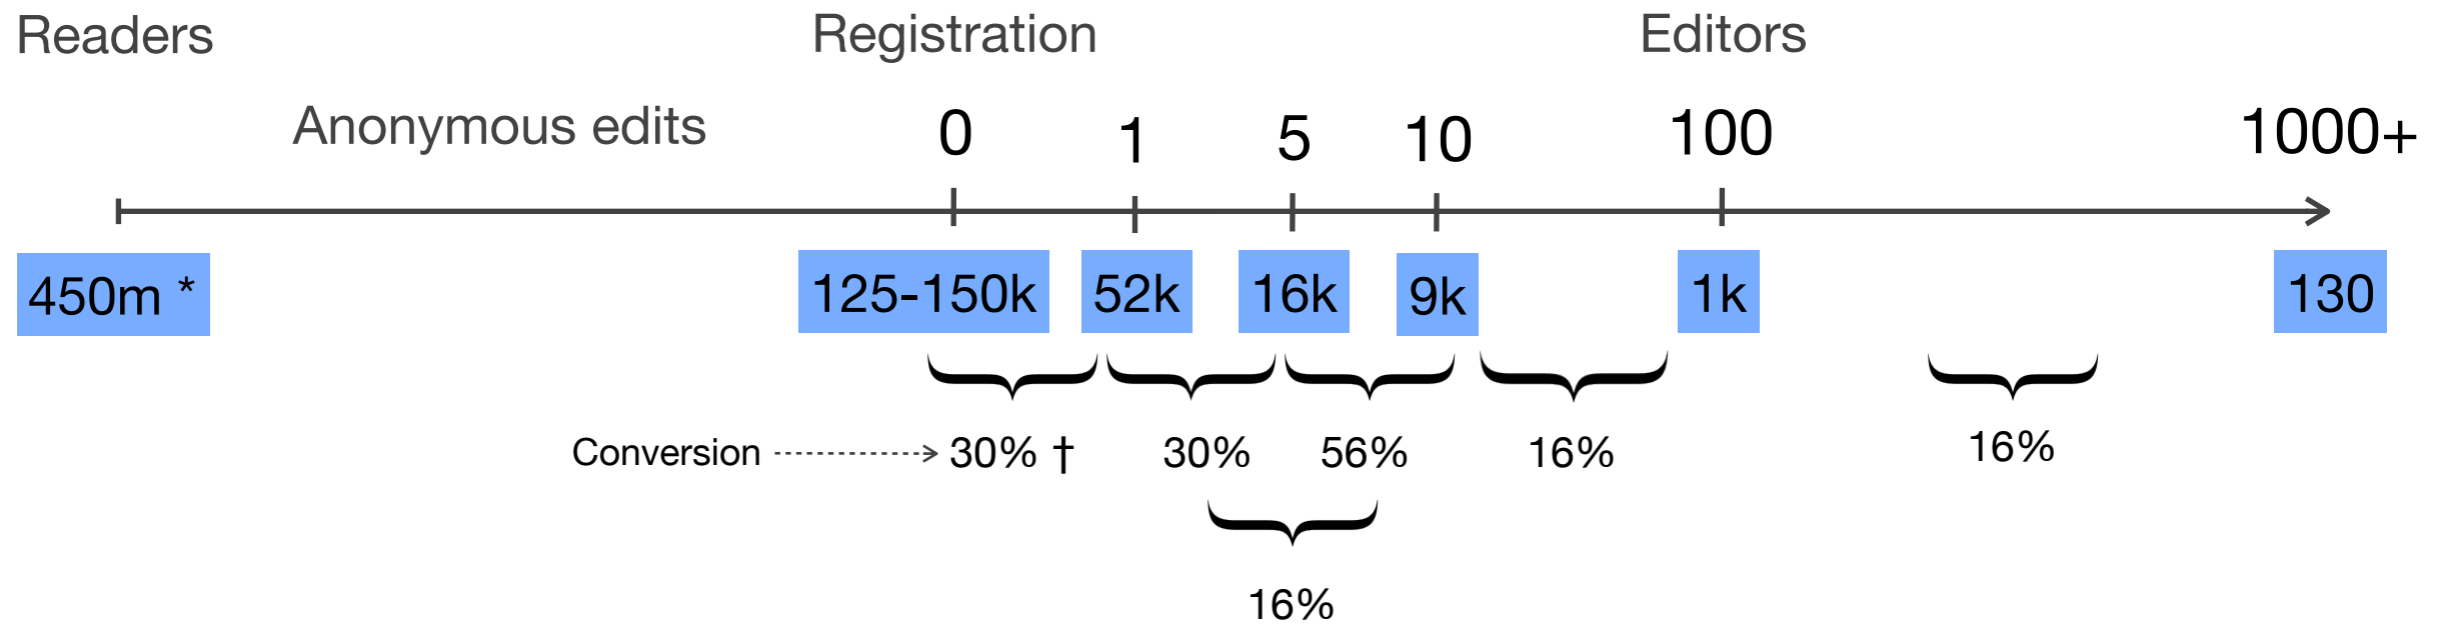 Readers Registration Editors
Anonymous edits 0 1 5 10 100 1000+
450m * 125-150k 52k 16k 9k 1k 130
Conversion 30% † 30% 56% 16% 16%
16%